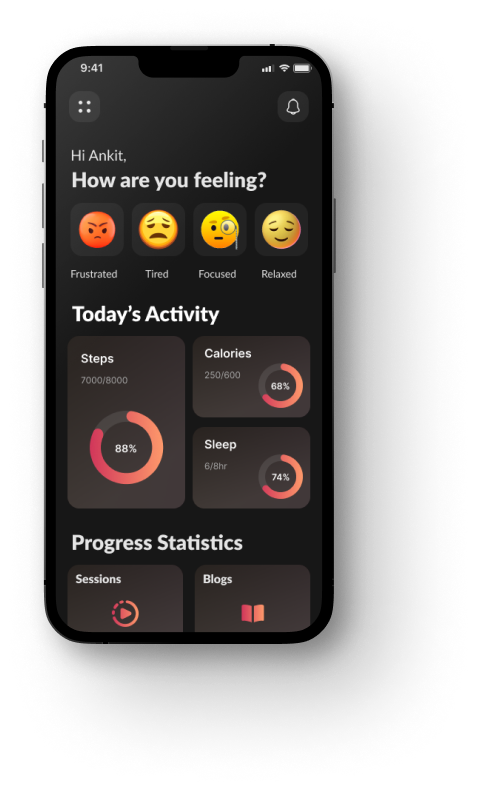 9:41
Hi Ankit,
How are you feeling?
Frustrated Tired Focused Relaxed
Today's Activity
Steps
7000/8000
88%
Calories
250/600
68%
Sleep
6/8hr
74%
Progress Statistics
Sessions
Blogs